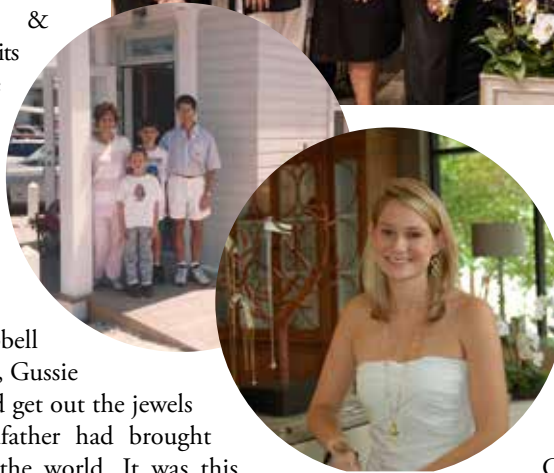 &
its
bell
, Gussie
d get out the jewels
father had brought
the world. It was this